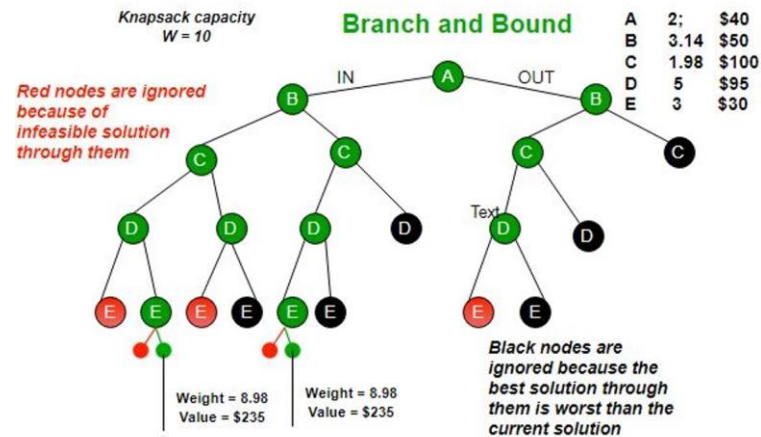 Knapsack capacity
W = 10
Branch and Bound
A 2; $40
B 3.14 $50
C 1.98 $100
D 5 $95
E 3 $30
Red nodes are ignored
because of
infeasible solution
through them
IN
OUT
A
B
B
C
C
C
C
D
D
D
D
Text
D
D
E
E
E
E
E
E
E
E
Weight = 8.98
Value = $235
Weight = 8.98
Value = $235
Black nodes are
ignored because the
best solution through
them is worst than the
current solution